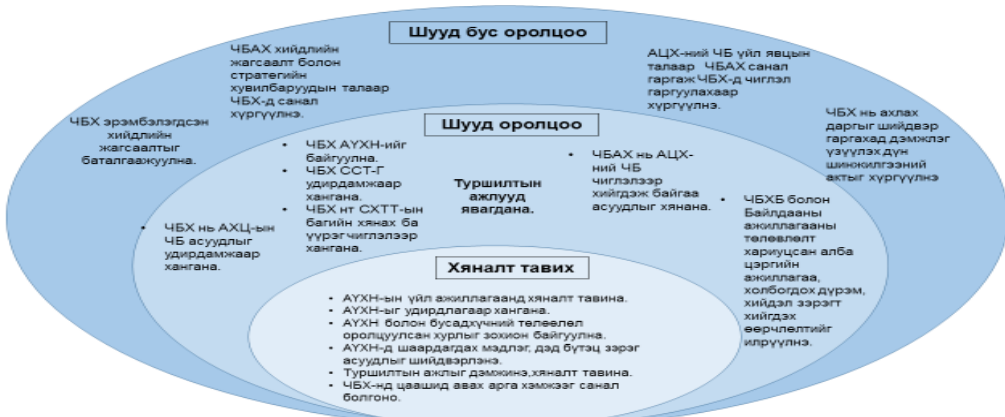 Шууд бус оролцоо
ЧБАХ хийдлийн
жагсаалт болон
стратегийн
хувилбаруудын талаар
ЧБХ-д санал
хүргүүлнэ.
АЦХ-ний ЧБ үйл явцын
талаар ЧБАХ санал
гаргаж ЧБХ-д чиглэл
гаргуулахаар
хүргүүлнэ.
ЧБХ эрэмбэлэгдсэн
хийдлийн
жагсаалтыг
баталгаажуулна.
ЧБХ нь ахлах
даргыг шийдвэр
гаргахад дэмжлэг
үзүүлэх дүн
шинжилгээний
актыг хүргүүлнэ
Шууд оролцоо
• ЧБХ АҮХН-ийг
байгуулна.
• ЧБХ ССТ-Г
удирдамжаар
хангана.
• ЧБХ нт СХТТ-ын
багийн хянах ба
үүрэг чиглэлээр
хангана.
Туршилтын
ажлууд
явагдана.
• ЧБАХ нь АЦХ-
ний ЧБ
чиглэлээр
хийгдэж байгаа
асуудлыг хянана.
• ЧБХ нь АХЦ-ын
ЧБ асуудлыг
удирдамжаар
хангана.
• ЧБХБ болон
Байлдааны
ажиллагааны
төлөвлөлт
хариуцсан алба
цэргийн
ажиллагаа,
холбогдох дүрэм,
хийдэл зэрэгт
хийгдэх
өөрчлөлтийг
илрүүлнэ.
Хяналт тавих
• АҮХН-ын үйл ажиллагаанд хяналт тавина.
• АҮХН-ыг удирдлагаар хангана.
• АҮХН болон бусадхүчний төлөөлөл
оролцуулсан хурлыг зохион байгуулна.
• АҮХН-д шаардагдах мэдлэг, дэд бүтэц зэрэг
асуудлыг шийдвэрлэнэ.
• Туршилтын ажлыг дэмжинэ,хяналт тавина.
• ЧБХ-нд цаашид авах арга хэмжээг санал
болгоно.